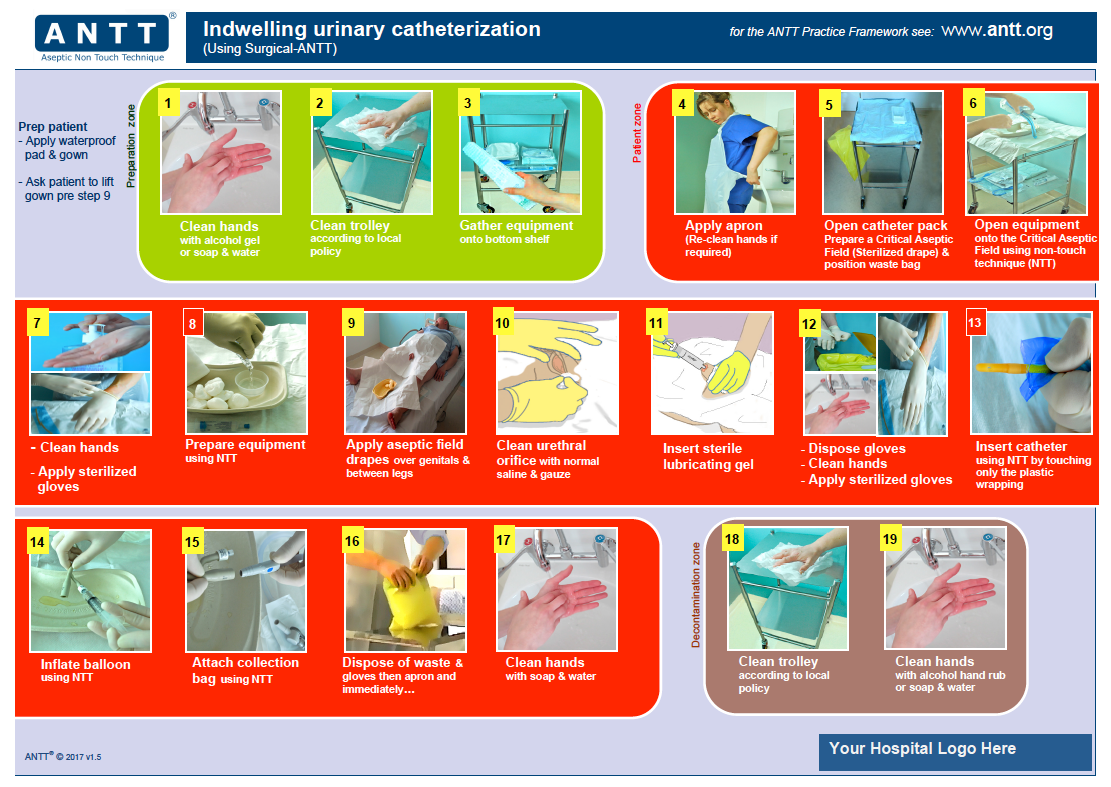 ANTT®
Aseptic Non Touch Technique
Indwelling urinary catheterization
(Using Surgical-ANTT)
for the ANTT Practice Framework see: www.antt.org
Prep patient
- Apply waterproof
pad & gown
- Ask patient to lift
gown pre step 9
Preparation zone
1
Clean hands
with alcohol gel
or soap & water
2
Clean trolley
according to local
policy
3
Gather equipment
onto bottom shelf
Patient zone
4
Apply apron
(Re-clean hands if
required)
5
Open catheter pack
Prepare a Critical Aseptic
Field (Sterilized drape) &
position waste bag
6
Open equipment
onto the Critical Aseptic
Field using non-touch
technique (NTT)
7
- Clean hands
- Apply sterilized
gloves
8
Prepare equipment
using NTT
9
Apply aseptic field
drapes over genitals &
between legs
10
Clean urethral
orifice with normal
saline & gauze
11
Insert sterile
lubricating gel
12
- Dispose gloves
- Clean hands
- Apply sterilized gloves
13
Insert catheter
using NTT by touching
only the plastic
wrapping
14
Inflate balloon
using NTT
15
Attach collection
bag using NTT
16
Dispose of waste &
gloves then apron and
immediately…
17
Clean hands
with soap & water
Decontamination zone
18
Clean trolley
according to local
policy
19
Clean hands
with alcohol hand rub
or soap & water
ANTT® © 2017 v1.5
Your Hospital Logo Here